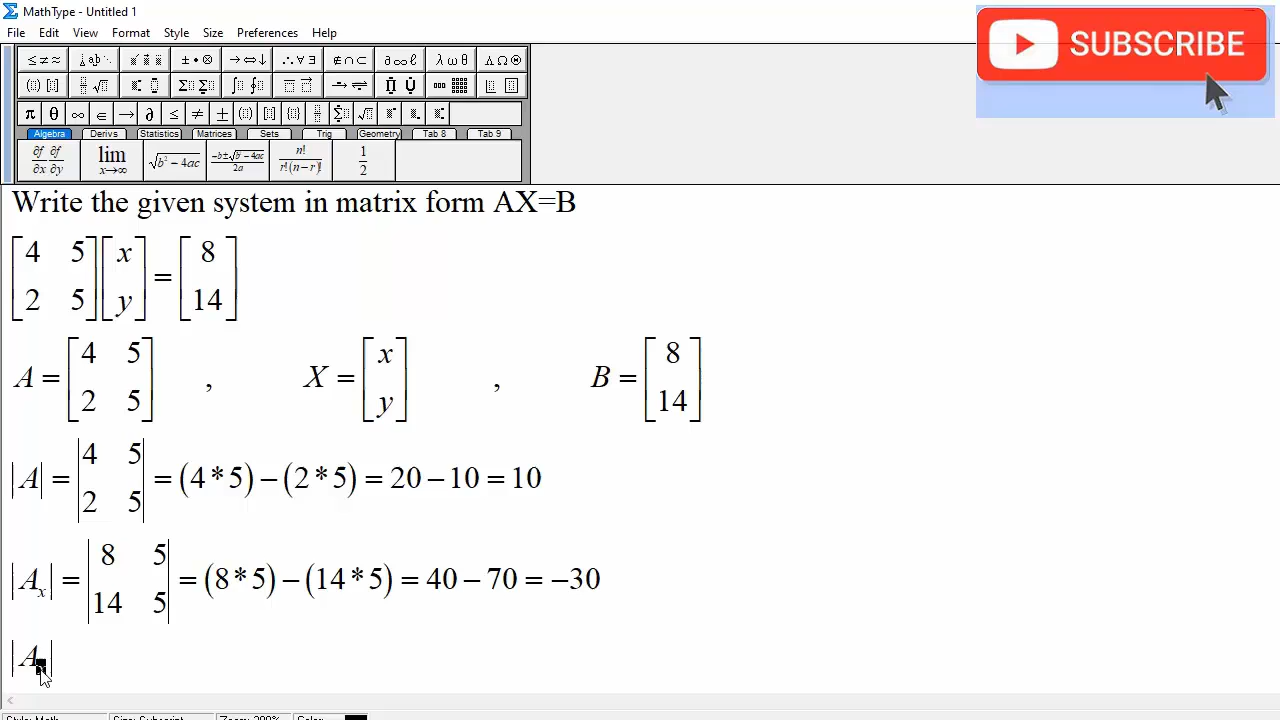 MathType - Untitled 1
File Edit View Format Style Size Preferences Help
SUBSCRIBE
Algebra Derivs Statistics Matrices Sets Trig Geometry Tab 8 Tab 9
Write the given system in matrix form AX=B
[4 5] [x] = [8]
[2 5] [y] [14]
A = [4 5] , X = [x] , B = [8]
[2 5] [y] [14]
|A| = |4 5| = (4*5)−(2*5) = 20−10 = 10
|2 5|
|Aₓ| = |8 5| = (8*5)−(14*5) = 40−70 = −30
|14 5|
|A |